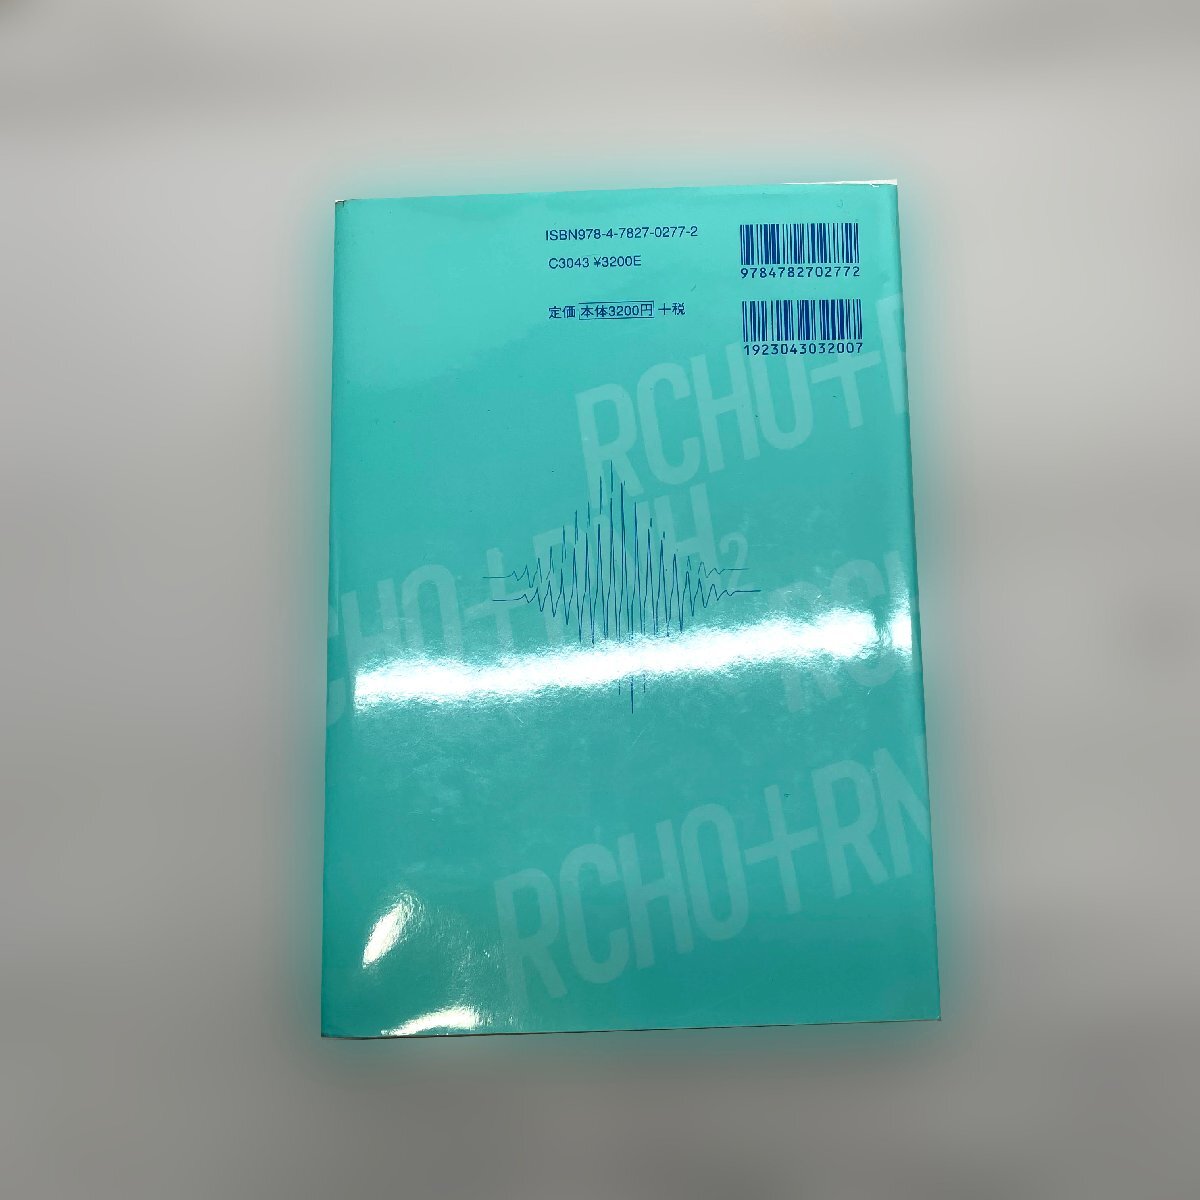 ISBN978-4-7827-0277-2
C3043 ¥3200E
定価 本体3200円 +税
9784782702772
1923043032007
RCHO+R
RCHO+RNH2
RCHO+RN